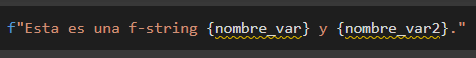 f"Esta es una f-string {nombre_var} y {nombre_var2}."